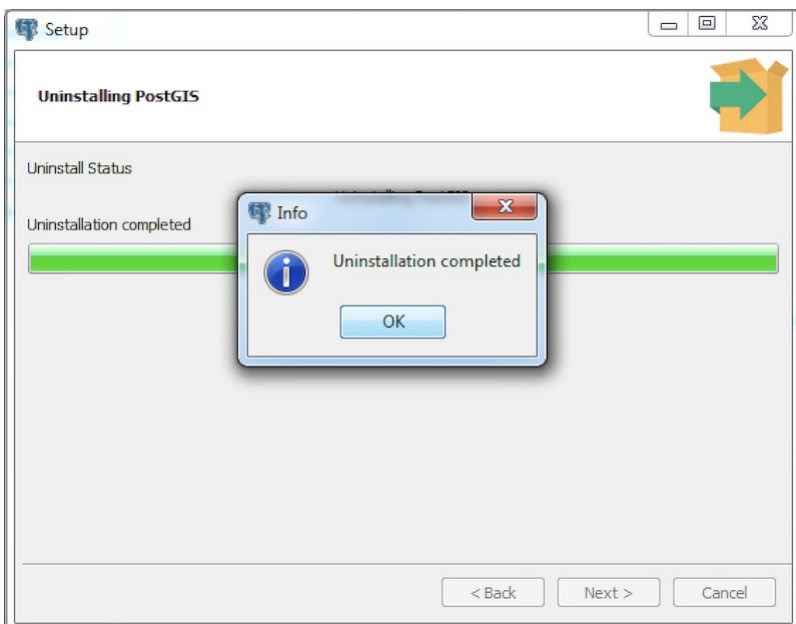 Setup
Uninstalling PostGIS
Uninstall Status
Uninstallation completed
Info
Uninstallation completed
OK
< Back
Next >
Cancel